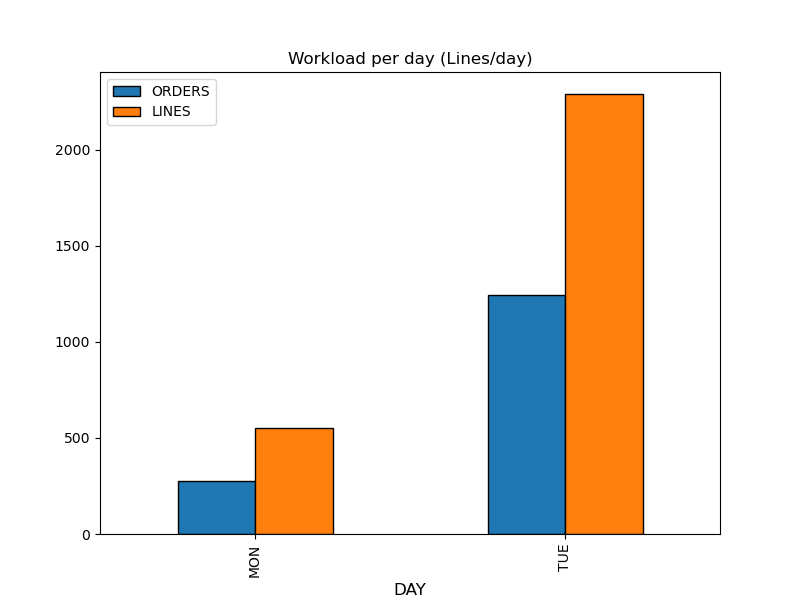 Workload per day (Lines/day)
ORDERS
LINES
2000
1500
1000
500
0
MON
TUE
DAY